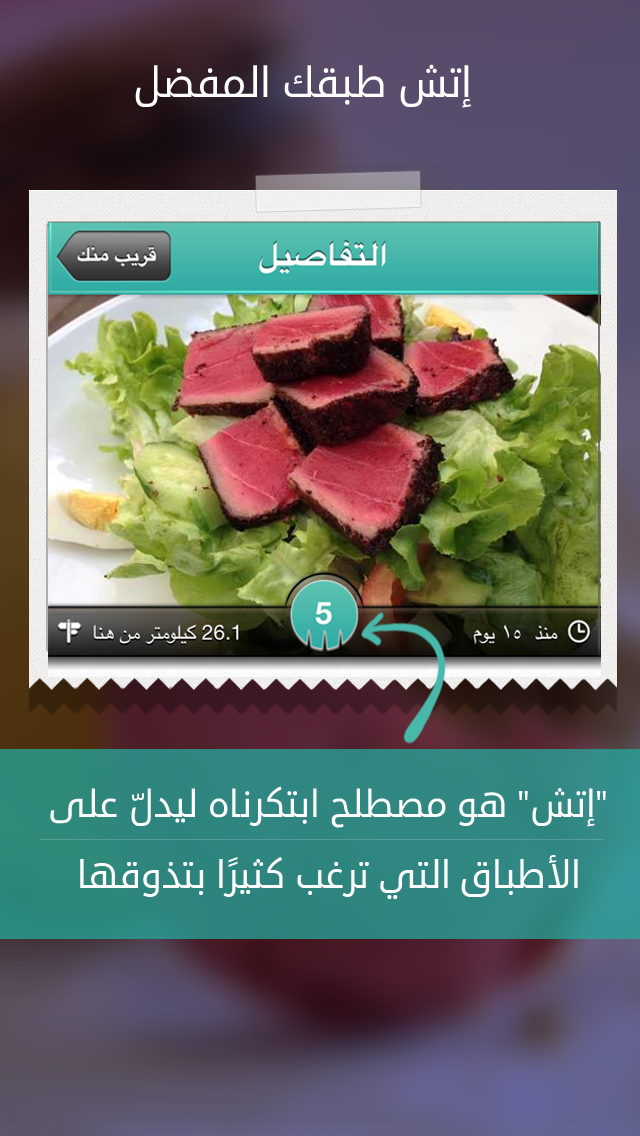 إتش طبقك المفضل
التفاصيل
قريب منك
5
منذ ١٥ يوم
26.1 كيلومتر من هنا
"إتش" هو مصطلح ابتكرناه ليدلّ على
الأطباق التي ترغب كثيرًا بتذوقها